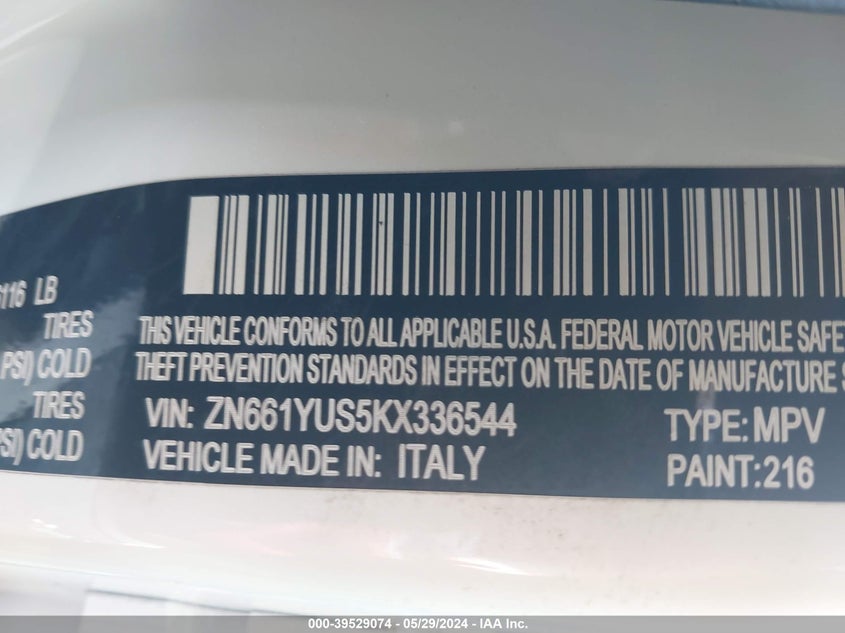 6116 LB
TIRES
PSI) COLD
TIRES
PSI) COLD
THIS VEHICLE CONFORMS TO ALL APPLICABLE U.S.A. FEDERAL MOTOR VEHICLE SAFE
THEFT PREVENTION STANDARDS IN EFFECT ON THE DATE OF MANUFACTURE S
VIN: ZN661YUS5KX336544 TYPE: MPV
VEHICLE MADE IN: ITALY PAINT:216
000-39529074 / 05/29/2024 - IAA Inc.